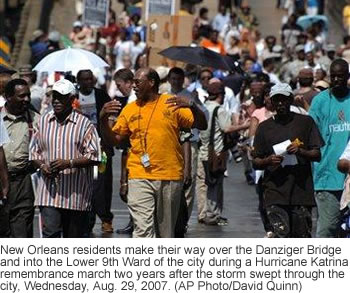 nautica
New Orleans residents make their way over the Danziger Bridge
and into the Lower 9th Ward of the city during a Hurricane Katrina
remembrance march two years after the storm swept through the
city, Wednesday, Aug. 29, 2007. (AP Photo/David Quinn)